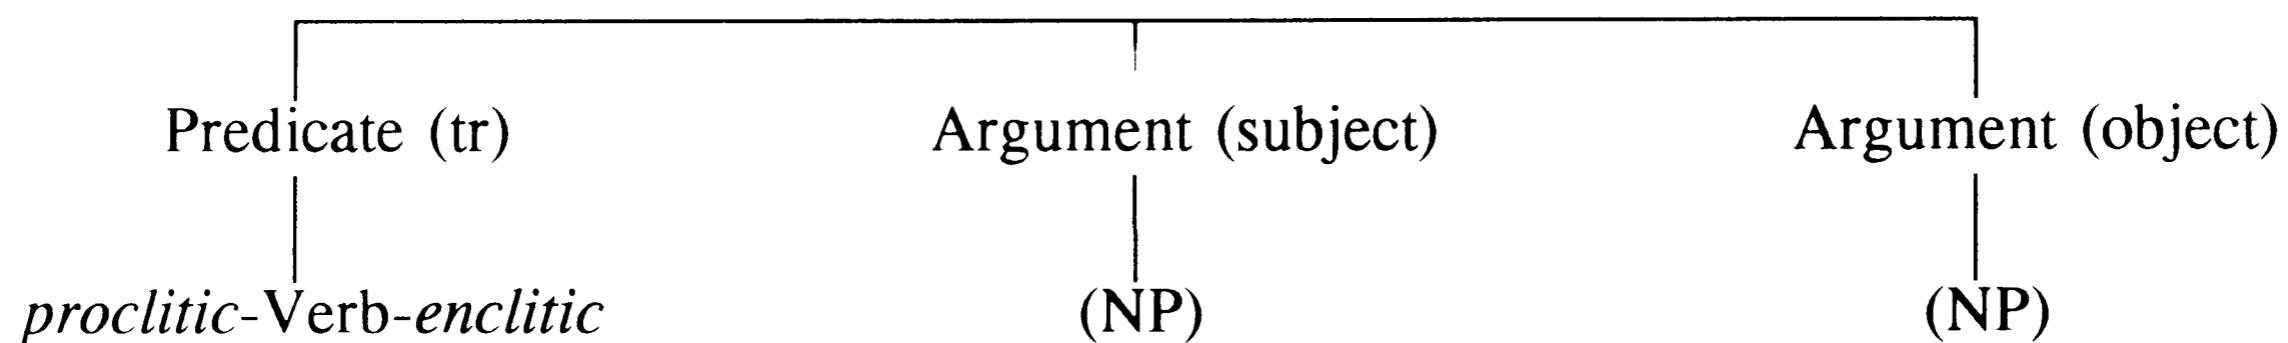 Predicate (tr) Argument (subject) Argument (object)
proclitic-Verb-enclitic (NP) (NP)